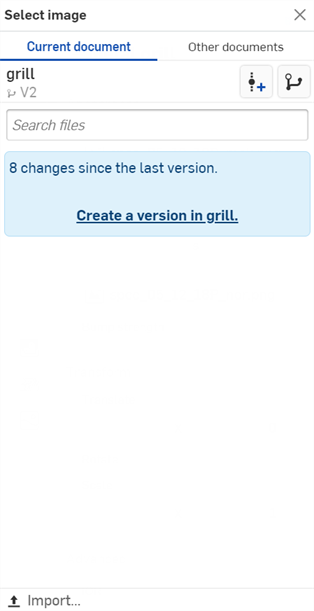 Select image
Current document
Other documents
grill
V2
Search files
8 changes since the last version.
Create a version in grill.
Import...